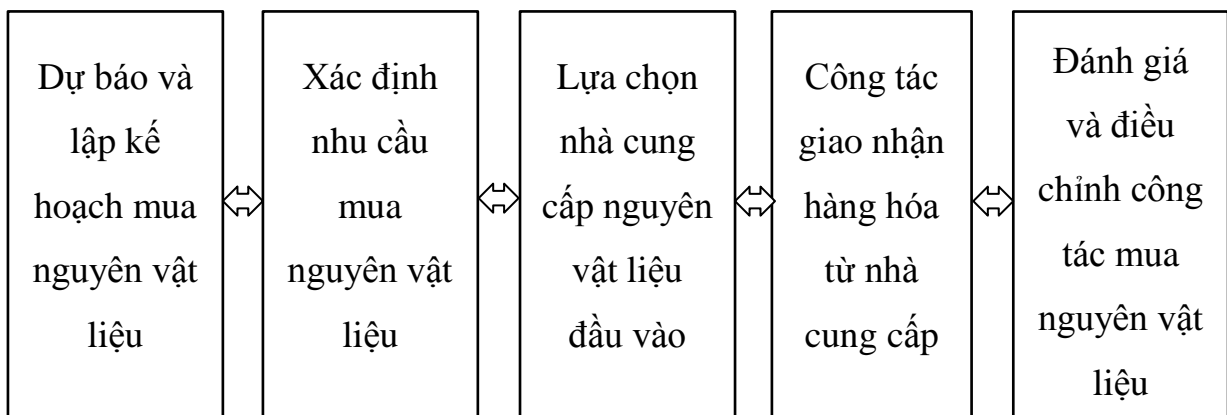 Dự báo và
lập kế
hoạch mua
nguyên vật
liệu
Xác định
nhu cầu
mua
nguyên vật
liệu
Lựa chọn
nhà cung
cấp nguyên
vật liệu
đầu vào
Công tác
giao nhận
hàng hóa
từ nhà
cung cấp
Đánh giá
và điều
chỉnh công
tác mua
nguyên vật
liệu